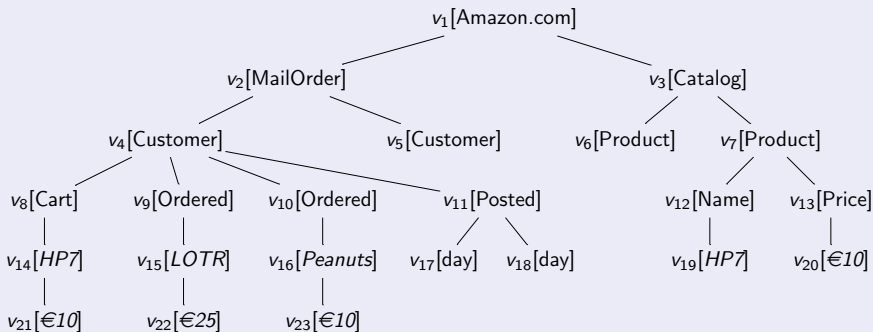 v1[Amazon.com]
v2[MailOrder] v3[Catalog]
v4[Customer] v5[Customer] v6[Product] v7[Product]
v8[Cart] v9[Ordered] v10[Ordered] v11[Posted] v12[Name] v13[Price]
v14[HP7] v15[LOTR] v16[Peanuts] v17[day] v18[day] v19[HP7] v20[€10]
v21[€10] v22[€25] v23[€10]